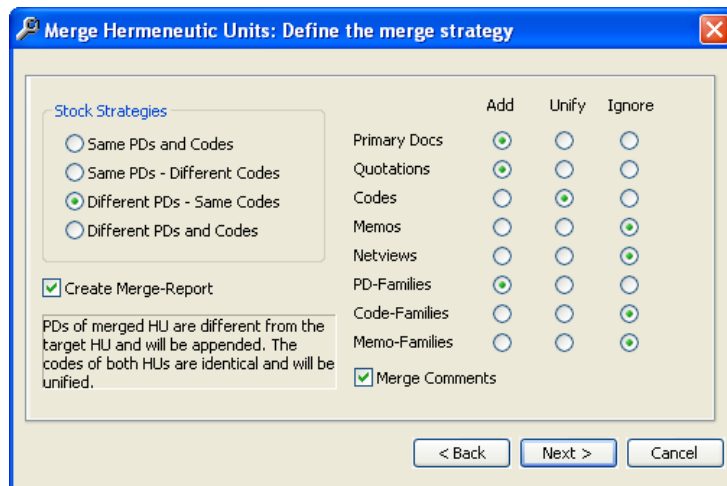 Merge Hermeneutic Units: Define the merge strategy
Stock Strategies
Same PDs and Codes
Same PDs - Different Codes
Different PDs - Same Codes
Different PDs and Codes
Create Merge-Report
PDs of merged HU are different from the
target HU and will be appended. The
codes of both HUs are identical and will be
unified.
Add Unify Ignore
Primary Docs
Quotations
Codes
Memos
Netviews
PD-Families
Code-Families
Memo-Families
Merge Comments
< Back Next > Cancel